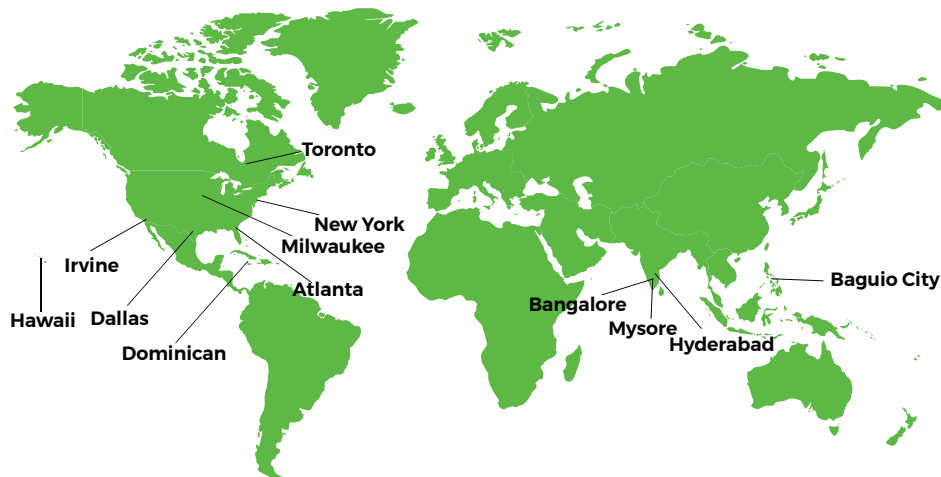 Toronto
New York
Milwaukee
Irvine
Atlanta
Hawaii
Dallas
Dominican
Baguio City
Bangalore
Mysore
Hyderabad